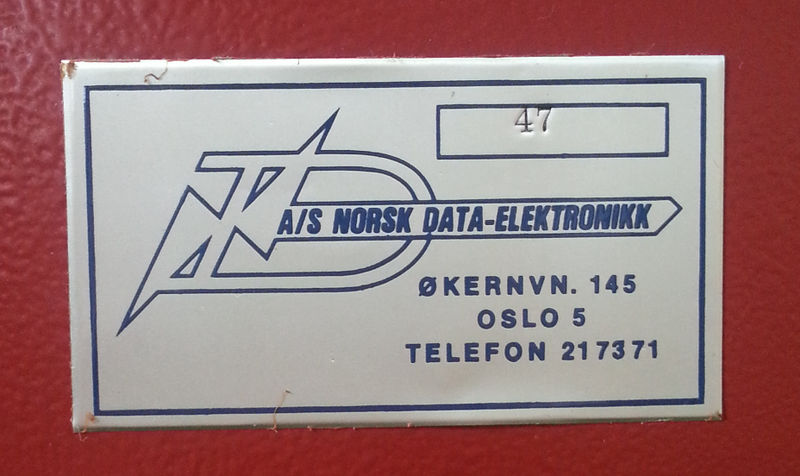 47
A/S NORSK DATA-ELEKTRONIKK
ØKERNVN. 145
OSLO 5
TELEFON 217371